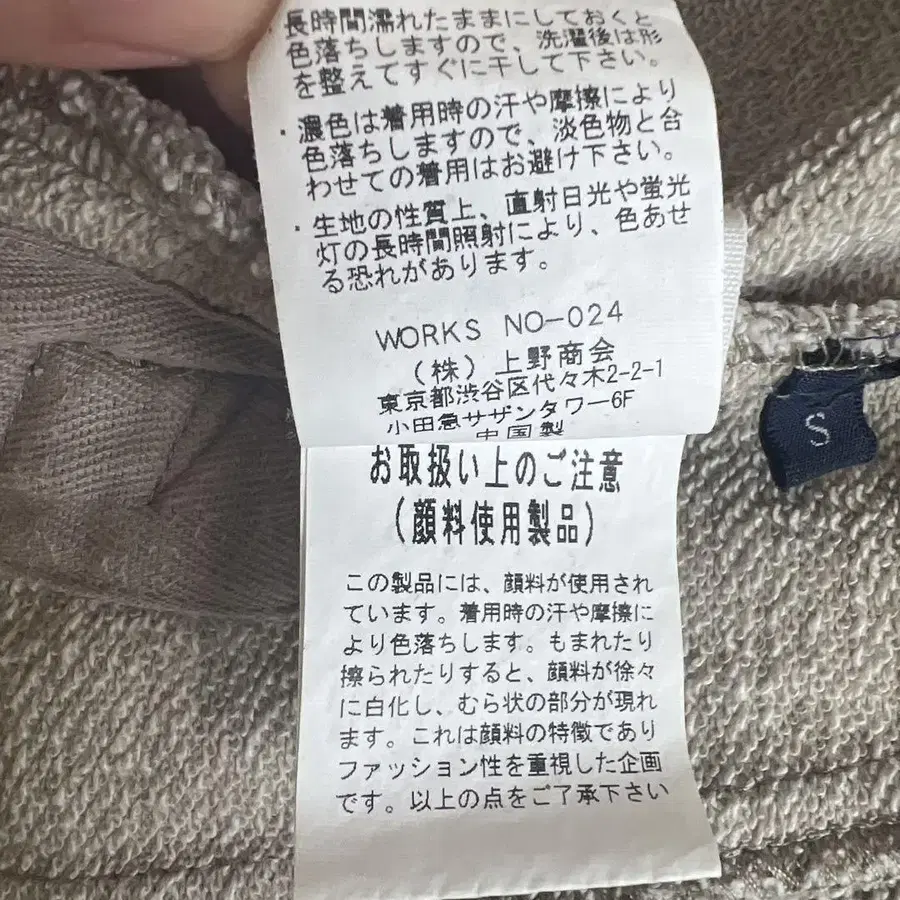 長時間濡れたままにしておくと
色落ちしますので、洗濯後は形
を整えてすぐに干して下さい。
・濃色は着用時の汗や摩擦により
色落ちしますので、淡色物と合
わせての着用はお避け下さい。
・生地の性質上、直射日光や蛍光
灯の長時間照射により、色あせ
る恐れがあります。
WORKS NO-024
(株)上野商会
東京都渋谷区代々木2-2-1
小田急サザンタワー6F
中国製
お取扱い上のご注意
(顔料使用製品)
この製品には、顔料が使用され
ています。着用時の汗や摩擦に
より色落ちします。もまれたり
擦られたりすると、顔料が徐々
に白化し、むら状の部分が現れ
ます。これは顔料の特徴であり
ファッション性を重視した企画
です。以上の点をご了承下さい
S